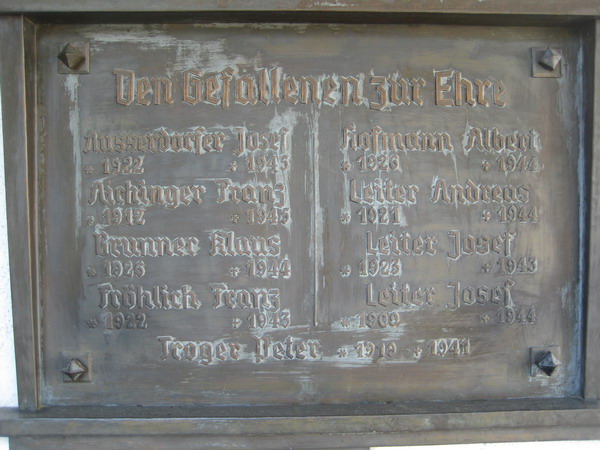 Den Gefallenen zur Ehre
Ausserdorfer Josef
* 1922 + 1943
Aichinger Franz
* 1912 + 1945
Brunner Klaus
* 1925 + 1944
Fröhlich Franz
* 1922 + 1943
Hofmann Albert
* 1926 + 1944
Leiter Andreas
* 1921 + 1944
Leiter Josef
+ 1943
Leiter Josef
* 1909 + 1944
Troger Peter * 1919 + 1941